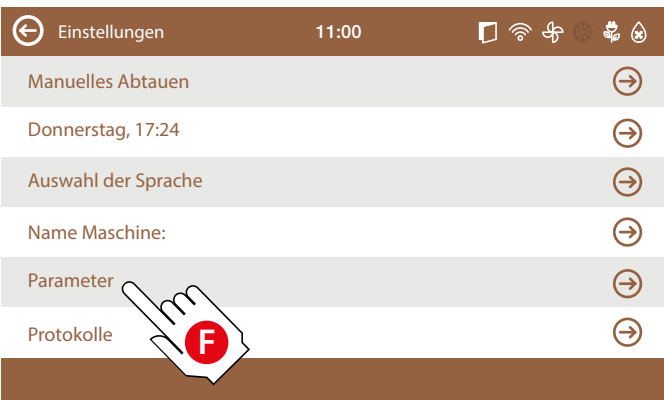 Einstellungen 11:00
Manuelles Abtauen
Donnerstag, 17:24
Auswahl der Sprache
Name Maschine:
Parameter
Protokolle
F